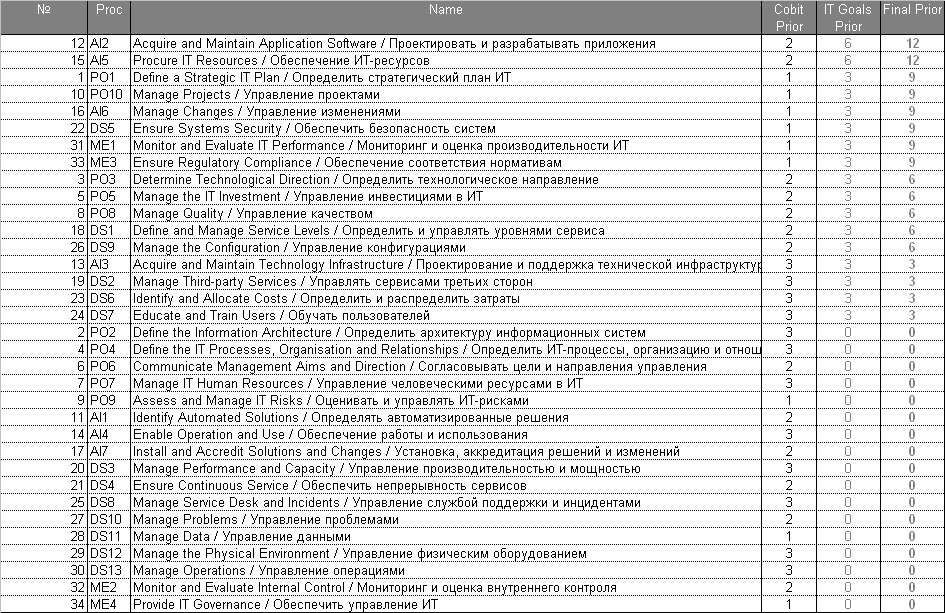 № Proc Name Cobit Prior IT Goals Prior Final Prior
12 AI2 Acquire and Maintain Application Software / Проектировать и разрабатывать приложения 2 6 12
15 AI5 Procure IT Resources / Обеспечение ИТ-ресурсов 2 6 12
1 PO1 Define a Strategic IT Plan / Определить стратегический план ИТ 1 3 9
10 PO10 Manage Projects / Управление проектами 1 3 9
16 AI6 Manage Changes / Управление изменениями 1 3 9
22 DS5 Ensure Systems Security / Обеспечить безопасность систем 1 3 9
31 ME1 Monitor and Evaluate IT Performance / Мониторинг и оценка производительности ИТ 1 3 9
33 ME3 Ensure Regulatory Compliance / Обеспечение соответствия нормативам 1 3 9
3 PO3 Determine Technological Direction / Определить технологическое направление 2 3 6
5 PO5 Manage the IT Investment / Управление инвестициями в ИТ 2 3 6
8 PO8 Manage Quality / Управление качеством 2 3 6
18 DS1 Define and Manage Service Levels / Определить и управлять уровнями сервиса 2 3 6
26 DS9 Manage the Configuration / Управление конфигурациями 2 3 6
13 AI3 Acquire and Maintain Technology Infrastructure / Проектирование и поддержка технической инфраструктур 3 3 3
19 DS2 Manage Third-party Services / Управлять сервисами третьих сторон 3 3 3
23 DS6 Identify and Allocate Costs / Определить и распределить затраты 3 3 3
24 DS7 Educate and Train Users / Обучать пользователей 3 3 3
2 PO2 Define the Information Architecture / Определить архитектуру информационных систем 3 0 0
4 PO4 Define the IT Processes, Organisation and Relationships / Определить ИТ-процессы, организацию и отнош 3 0 0
6 PO6 Communicate Management Aims and Direction / Согласовывать цели и направления управления 2 0 0
7 PO7 Manage IT Human Resources / Управление человеческими ресурсами в ИТ 3 0 0
9 PO9 Assess and Manage IT Risks / Оценивать и управлять ИТ-рисками 1 0 0
11 AI1 Identify Automated Solutions / Определять автоматизированные решения 2 0 0
14 AI4 Enable Operation and Use / Обеспечение работы и использования 3 0 0
17 AI7 Install and Accredit Solutions and Changes / Установка, аккредитация решений и изменений 2 0 0
20 DS3 Manage Performance and Capacity / Управление производительностью и мощностью 3 0 0
21 DS4 Ensure Continuous Service / Обеспечить непрерывность сервисов 2 0 0
25 DS8 Manage Service Desk and Incidents / Управление службой поддержки и инцидентами 3 0 0
27 DS10 Manage Problems / Управление проблемами 2 0 0
28 DS11 Manage Data / Управление данными 1 0 0
29 DS12 Manage the Physical Environment / Управление физическим оборудованием 3 0 0
30 DS13 Manage Operations / Управление операциями 3 0 0
32 ME2 Monitor and Evaluate Internal Control / Мониторинг и оценка внутреннего контроля 2 0 0
34 ME4 Provide IT Governance / Обеспечить управление ИТ 1 0 0